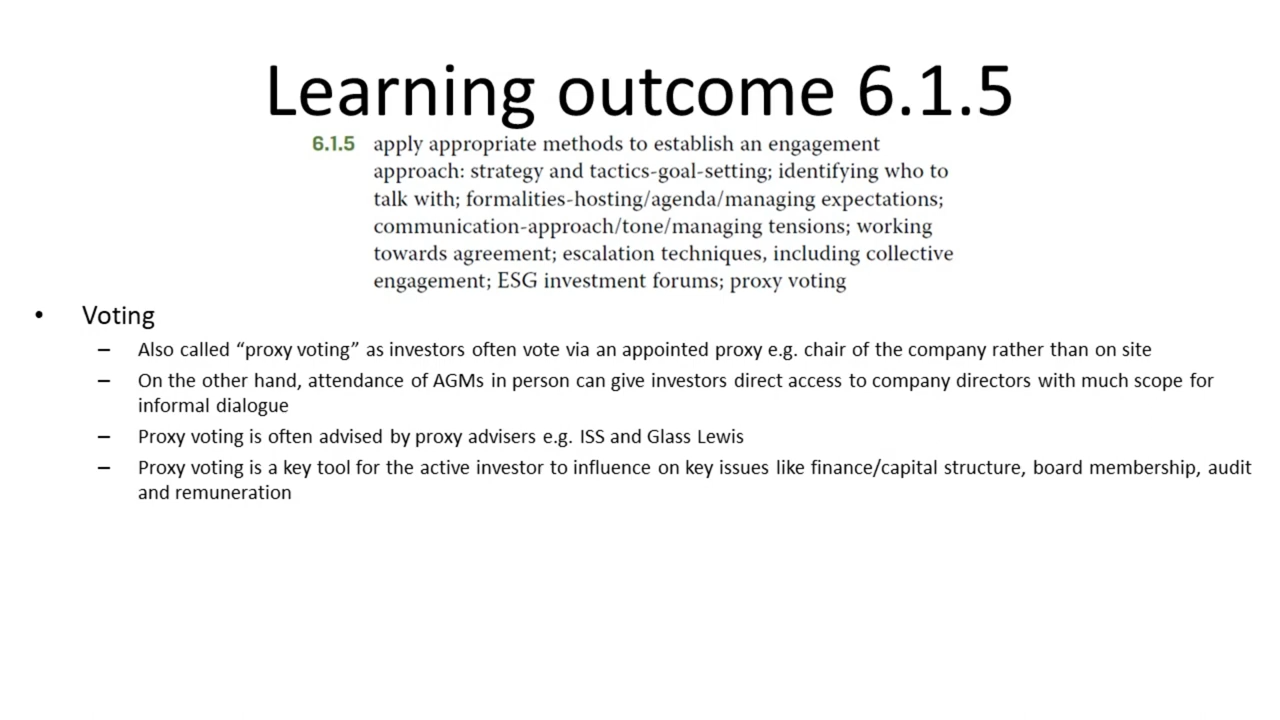 Learning outcome 6.1.5
6.1.5 apply appropriate methods to establish an engagement
approach: strategy and tactics-goal-setting; identifying who to
talk with; formalities-hosting/agenda/managing expectations;
communication-approach/tone/managing tensions; working
towards agreement; escalation techniques, including collective
engagement; ESG investment forums; proxy voting
• Voting
– Also called “proxy voting” as investors often vote via an appointed proxy e.g. chair of the company rather than on site
– On the other hand, attendance of AGMs in person can give investors direct access to company directors with much scope for
informal dialogue
– Proxy voting is often advised by proxy advisers e.g. ISS and Glass Lewis
– Proxy voting is a key tool for the active investor to influence on key issues like finance/capital structure, board membership, audit
and remuneration